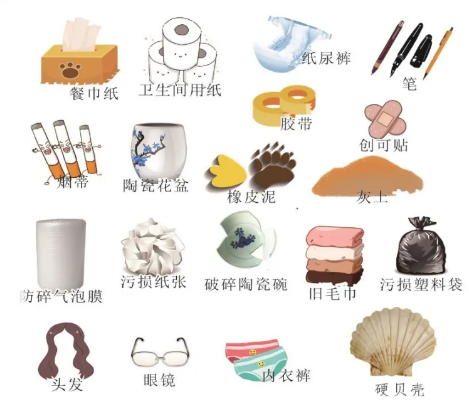 餐巾纸
卫生间用纸
纸尿裤
笔
胶带
创可贴
烟蒂
陶瓷花盆
橡皮泥
灰土
防碎气泡膜
污损纸张
破碎陶瓷碗
旧毛巾
污损塑料袋
头发
眼镜
内衣裤
硬贝壳